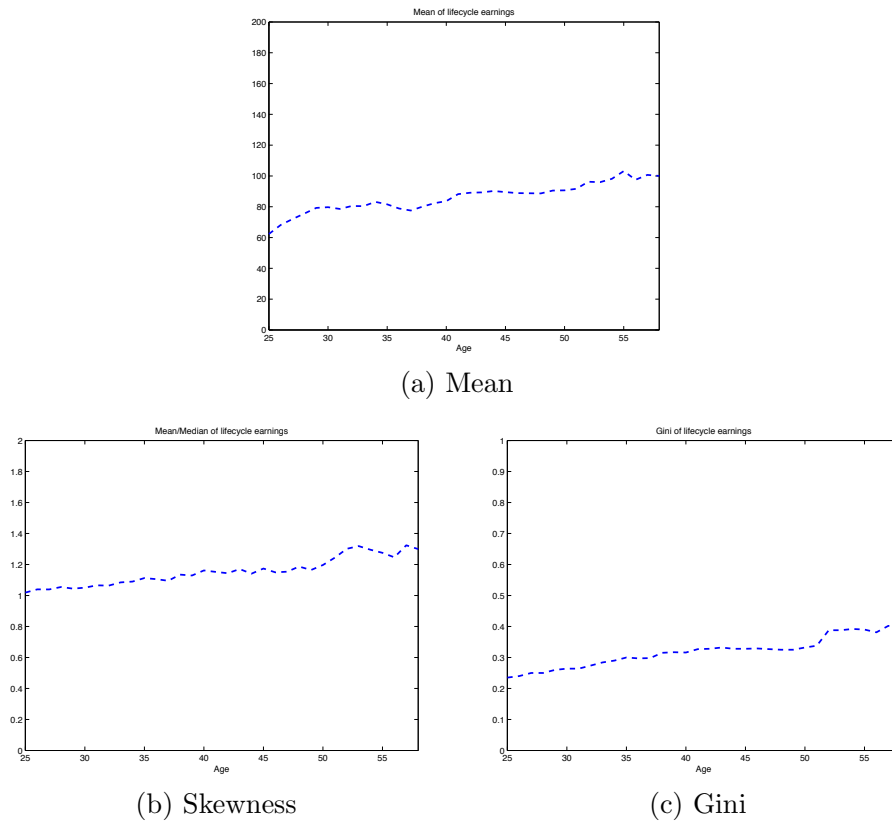 Mean of lifecycle earnings
200
180
160
140
120
100
80
60
40
20
0
25 30 35 40 45 50 55
Age
(a) Mean
Mean/Median of lifecycle earnings
2
1.8
1.6
1.4
1.2
1
0.8
0.6
0.4
0.2
0
25 30 35 40 45 50 55
Age
(b) Skewness
Gini of lifecycle earnings
1
0.9
0.8
0.7
0.6
0.5
0.4
0.3
0.2
0.1
0
25 30 35 40 45 50 55
Age
(c) Gini